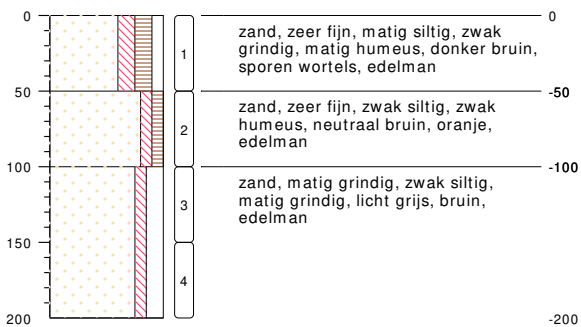 0
zand, zeer fijn, matig siltig, zwak
grindig, matig humeus, donker bruin,
sporen wortels, edelman
0
1
50
zand, zeer fijn, zwak siltig, zwak
humeus, neutraal bruin, oranje,
edelman
-50
2
100
zand, matig grindig, zwak siltig,
matig grindig, licht grijs, bruin,
edelman
-100
3
150
4
200
-200